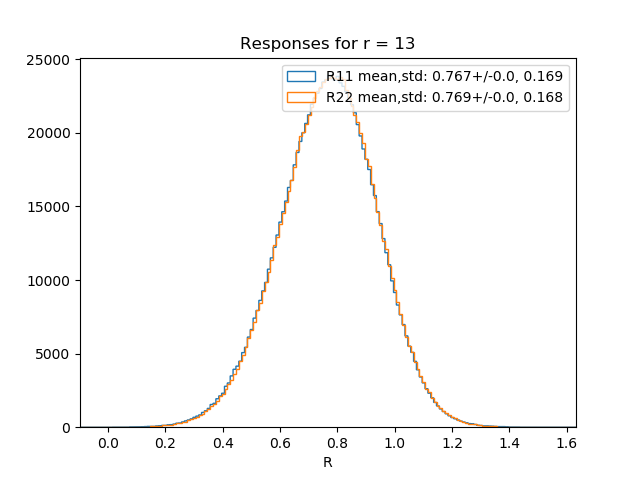 Responses for r = 13
R11 mean,std: 0.767+/-0.0, 0.169
R22 mean,std: 0.769+/-0.0, 0.168
25000
20000
15000
10000
5000
0
0.0 0.2 0.4 0.6 0.8 1.0 1.2 1.4 1.6
R